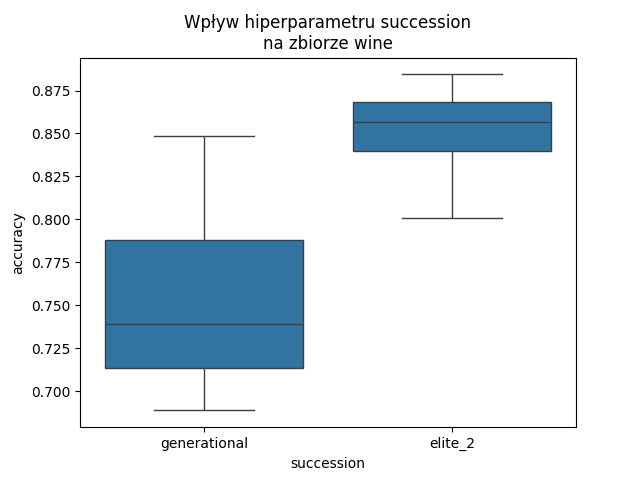 Wpływ hiperparametru succession
na zbiorze wine
accuracy
0.875
0.850
0.825
0.800
0.775
0.750
0.725
0.700
generational elite_2
succession